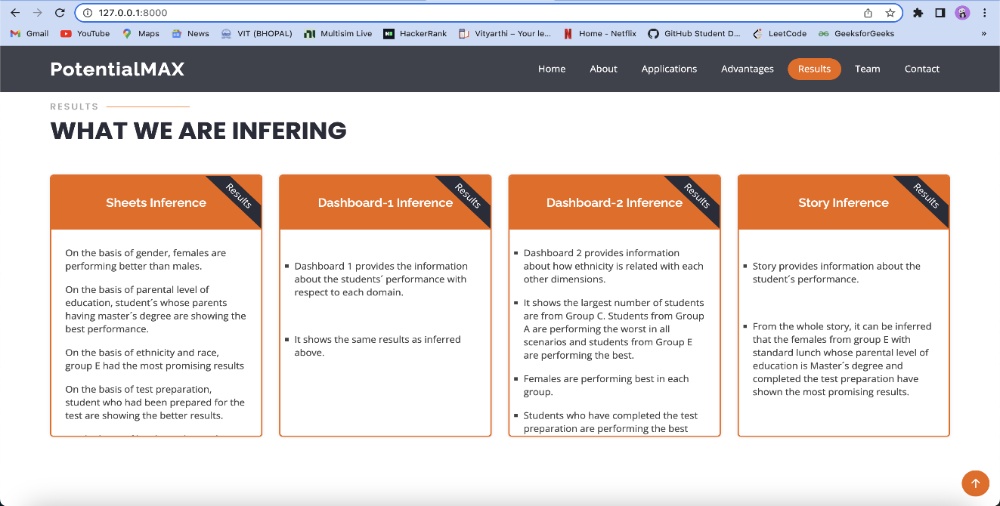 127.0.0.1:8000
Gmail
YouTube
Maps
News
VIT (BHOPAL)
Multisim Live
HackerRank
Vityarthi – Your le...
Home - Netflix
GitHub Student D...
LeetCode
GeeksforGeeks
»
PotentialMAX
Home
About
Applications
Advantages
Results
Team
Contact
RESULTS
WHAT WE ARE INFERING
Sheets Inference
Results
On the basis of gender, females are
performing better than males.
On the basis of parental level of
education, student´s whose parents
having master´s degree are showing the
best performance.
On the basis of ethnicity and race,
group E had the most promising results
On the basis of test preparation,
student who had been prepared for the
test are showing the better results.
Dashboard-1 Inference
Results
Dashboard 1 provides the information
about the students´ performance with
respect to each domain.
It shows the same results as inferred
above.
Dashboard-2 Inference
Results
Dashboard 2 provides information
about how ethnicity is related with each
other dimensions.
It shows the largest number of students
are from Group C. Students from Group
A are performing the worst in all
scenarios and students from Group E
are performing the best.
Females are performing best in each
group.
Students who have completed the test
preparation are performing the best
Story Inference
Results
Story provides information about the
student´s performance.
From the whole story, it can be inferred
that the females from group E with
standard lunch whose parental level of
education is Master´s degree and
completed the test preparation have
shown the most promising results.